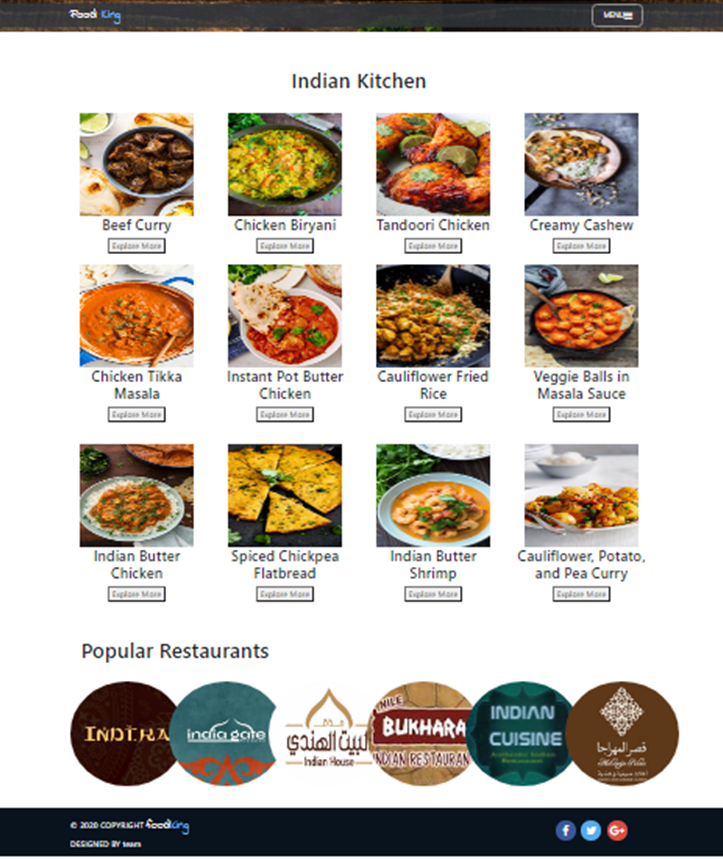 Food King
MENU
Indian Kitchen
Beef Curry
Chicken Biryani
Tandoori Chicken
Creamy Cashew
Explore More
Explore More
Explore More
Explore More
Chicken Tikka
Masala
Instant Pot Butter
Chicken
Cauliflower Fried
Rice
Veggie Balls in
Masala Sauce
Explore More
Explore More
Explore More
Explore More
Indian Butter
Chicken
Spiced Chickpea
Flatbread
Indian Butter
Shrimp
Cauliflower, Potato,
and Pea Curry
Explore More
Explore More
Explore More
Explore More
Popular Restaurants
india gate
البيت الهندي
Indian House
NILE
BUKHARA
INDIAN RESTAURAN
INDIAN
CUISINE
Authentic Indian
Restaurant
قصر المهراجا
© 2020 COPYRIGHT foodking
DESIGNED BY team
f
G+